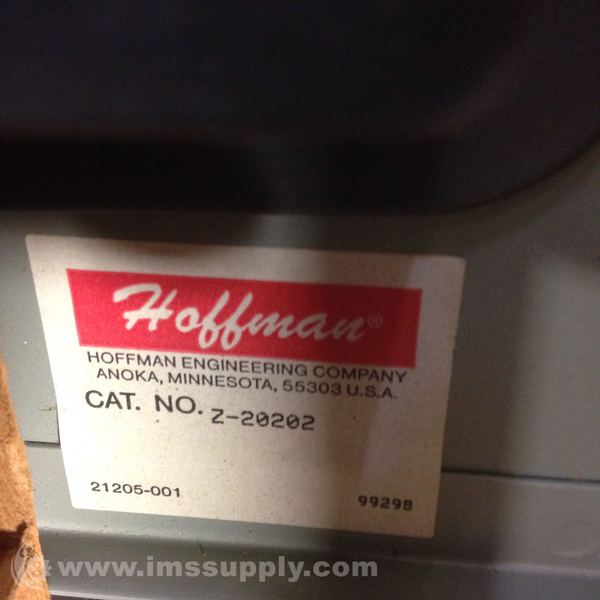 Hoffman®
HOFFMAN ENGINEERING COMPANY
ANOKA, MINNESOTA, 55303 U.S.A.
CAT. NO. Z-20202
21205-001 99298
www.imssupply.com